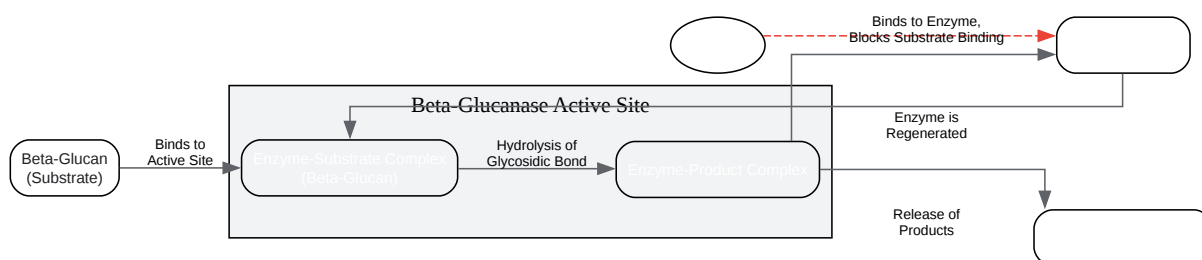 Binds to Enzyme,
Blocks Substrate Binding
Beta-Glucanase Active Site
Enzyme is
Regenerated
Beta-Glucan
(Substrate)
Binds to
Active Site
Enzyme-Substrate Complex
(Beta-Glucan)
Hydrolysis of
Glycosidic Bond
Enzyme-Product Complex
Release of
Products